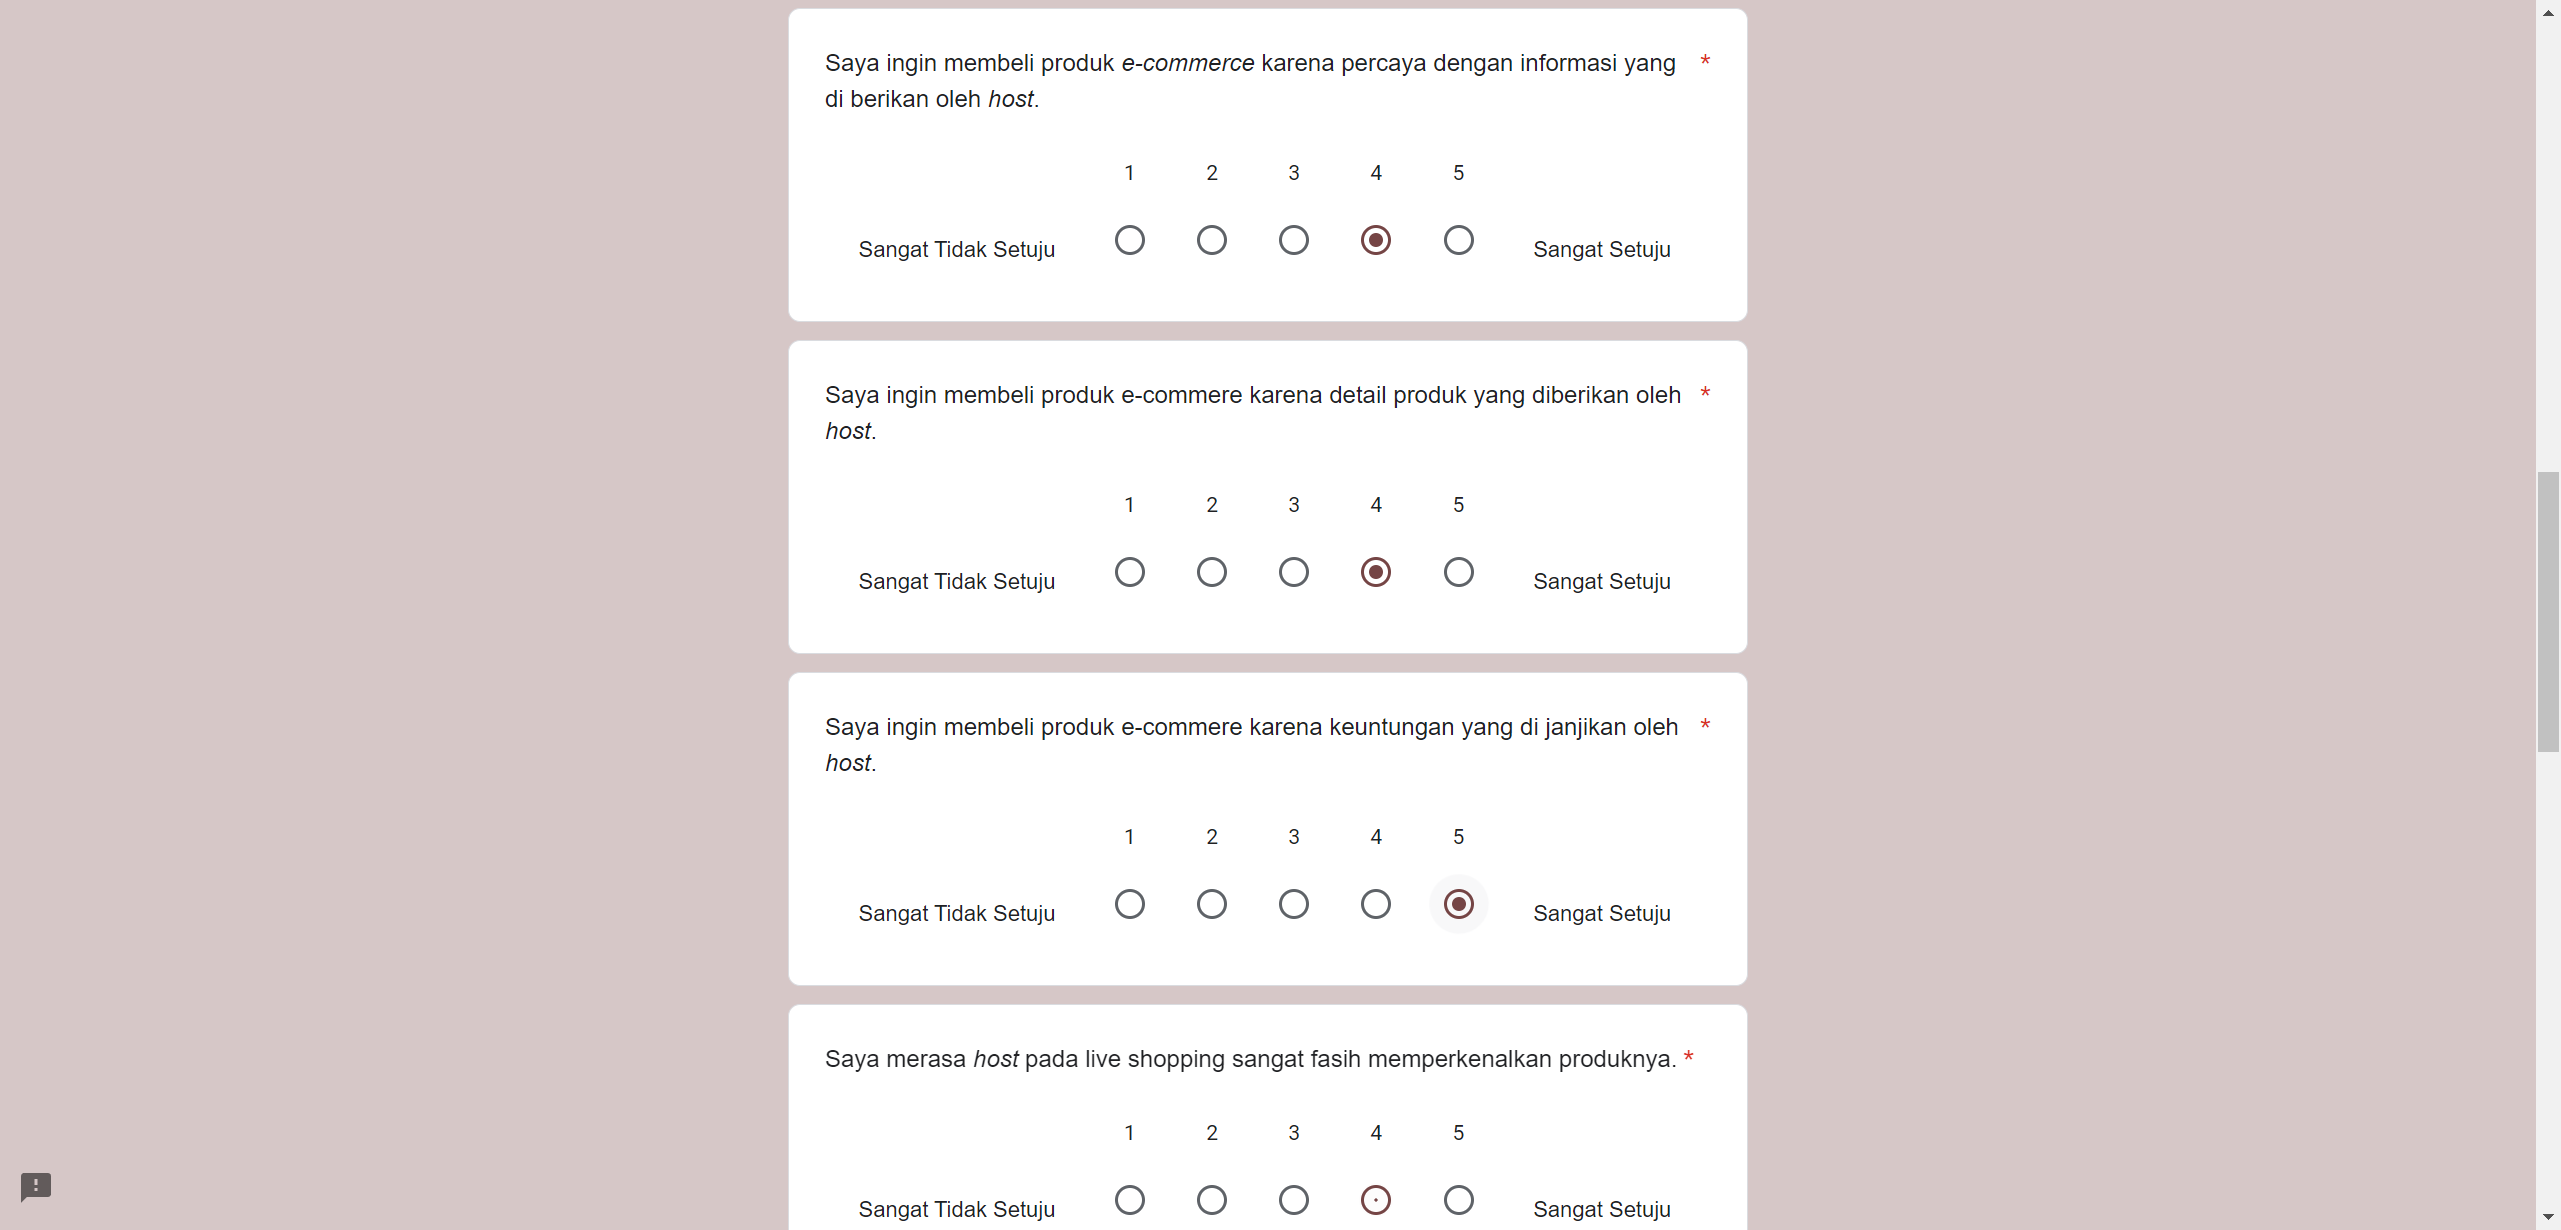 Saya ingin membeli produk e-commerce karena percaya dengan informasi yang *
di berikan oleh host.
1 2 3 4 5
Sangat Tidak Setuju Sangat Setuju
Saya ingin membeli produk e-commere karena detail produk yang diberikan oleh *
host.
1 2 3 4 5
Sangat Tidak Setuju Sangat Setuju
Saya ingin membeli produk e-commere karena keuntungan yang di janjikan oleh *
host.
1 2 3 4 5
Sangat Tidak Setuju Sangat Setuju
Saya merasa host pada live shopping sangat fasih memperkenalkan produknya. *
1 2 3 4 5
Sangat Tidak Setuju Sangat Setuju